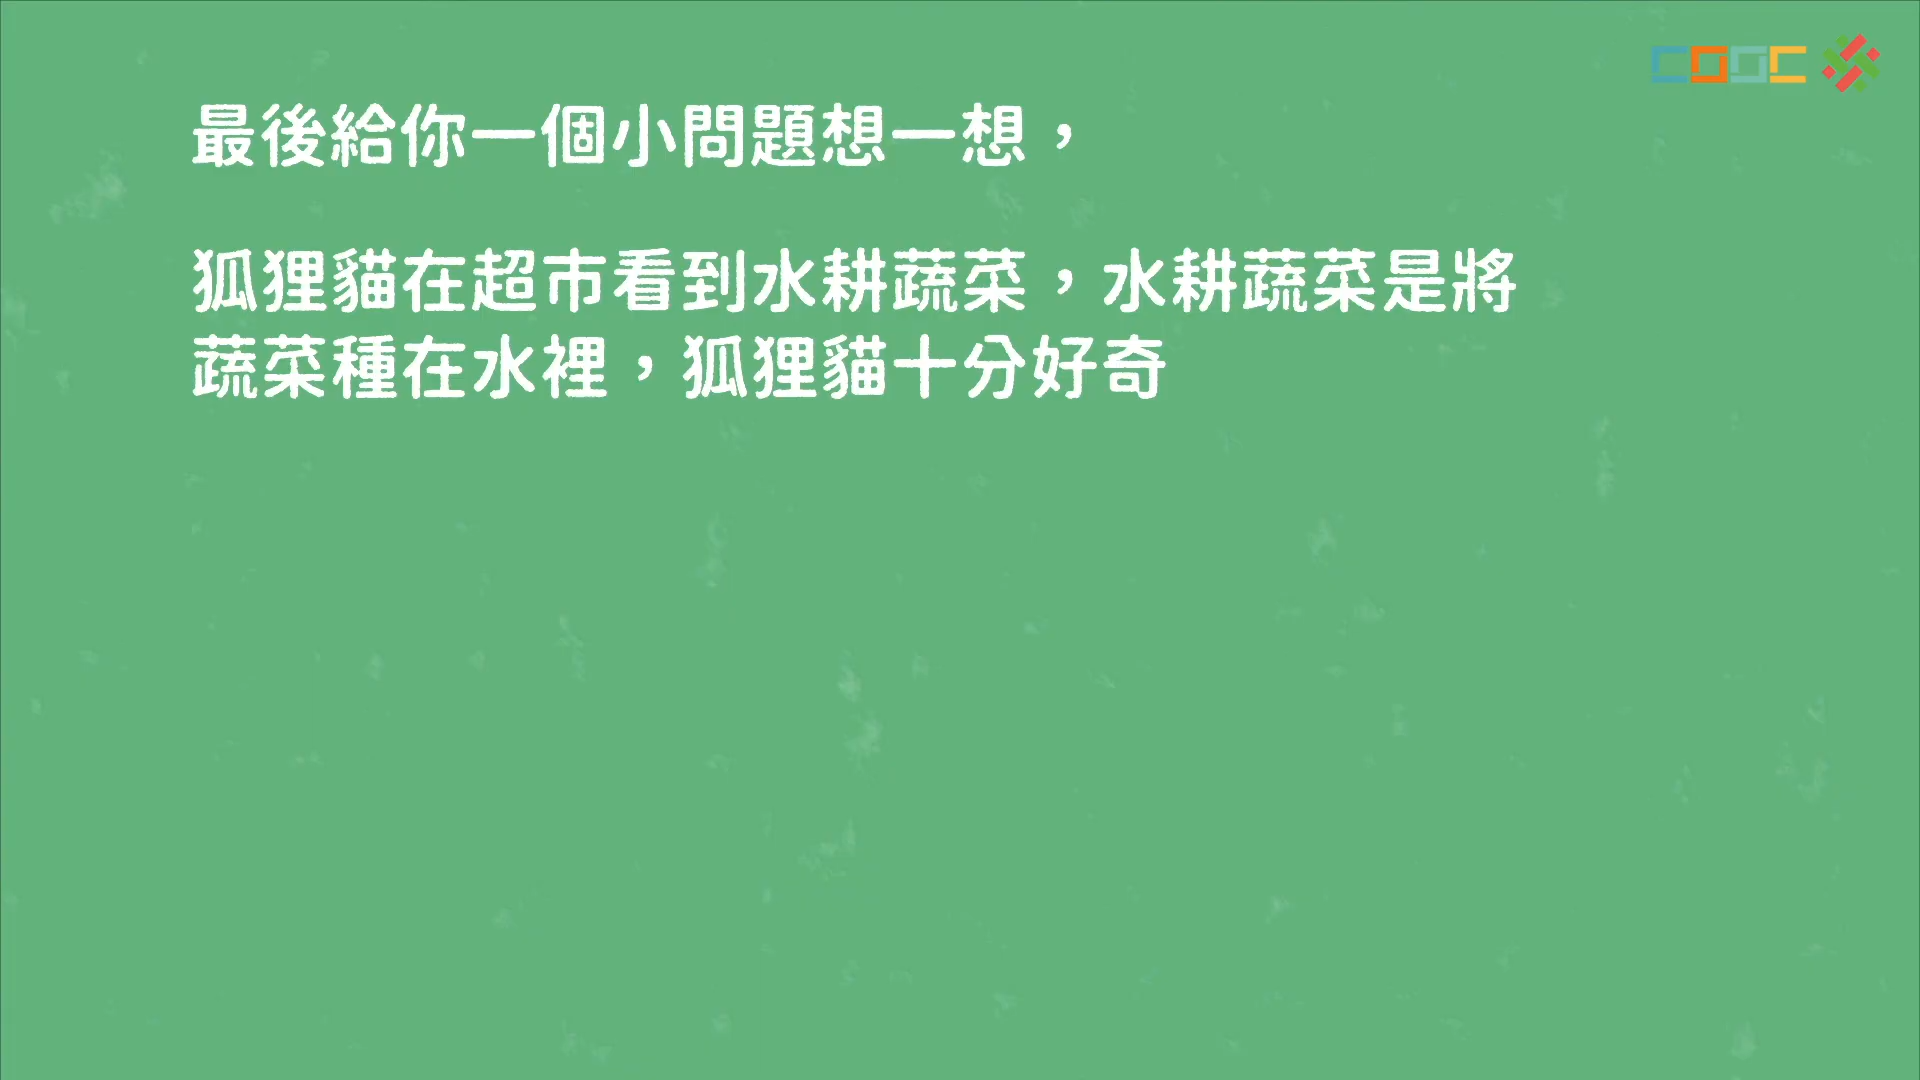 COOC
最後給你一個小問題想一想，
狐狸貓在超市看到水耕蔬菜，水耕蔬菜是將
蔬菜種在水裡，狐狸貓十分好奇